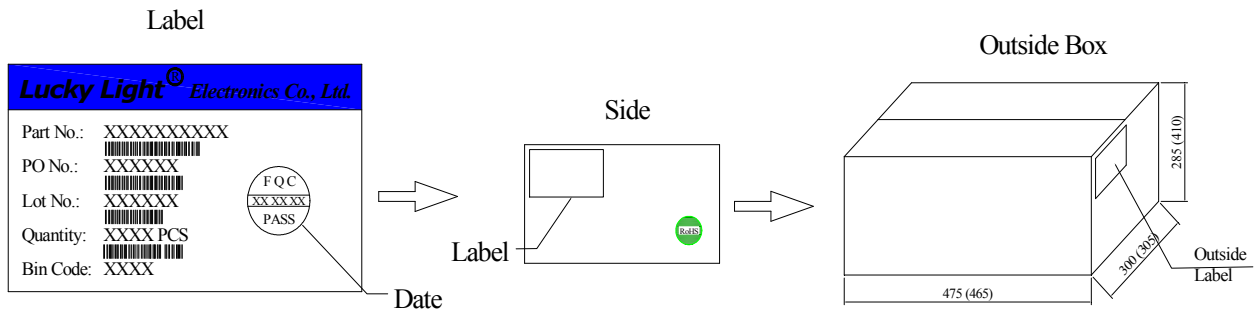 Label
Lucky Light® Electronics Co., Ltd.
Part No.: XXXXXXXXXX
PO No.: XXXXXX
Lot No.: XXXXXX
Quantity: XXXX PCS
Bin Code: XXXX
FQC
XX XX XX
PASS
Date
Side
RoHS
Label
Outside Box
285 (410)
300 (305)
475 (465)
Outside
Label